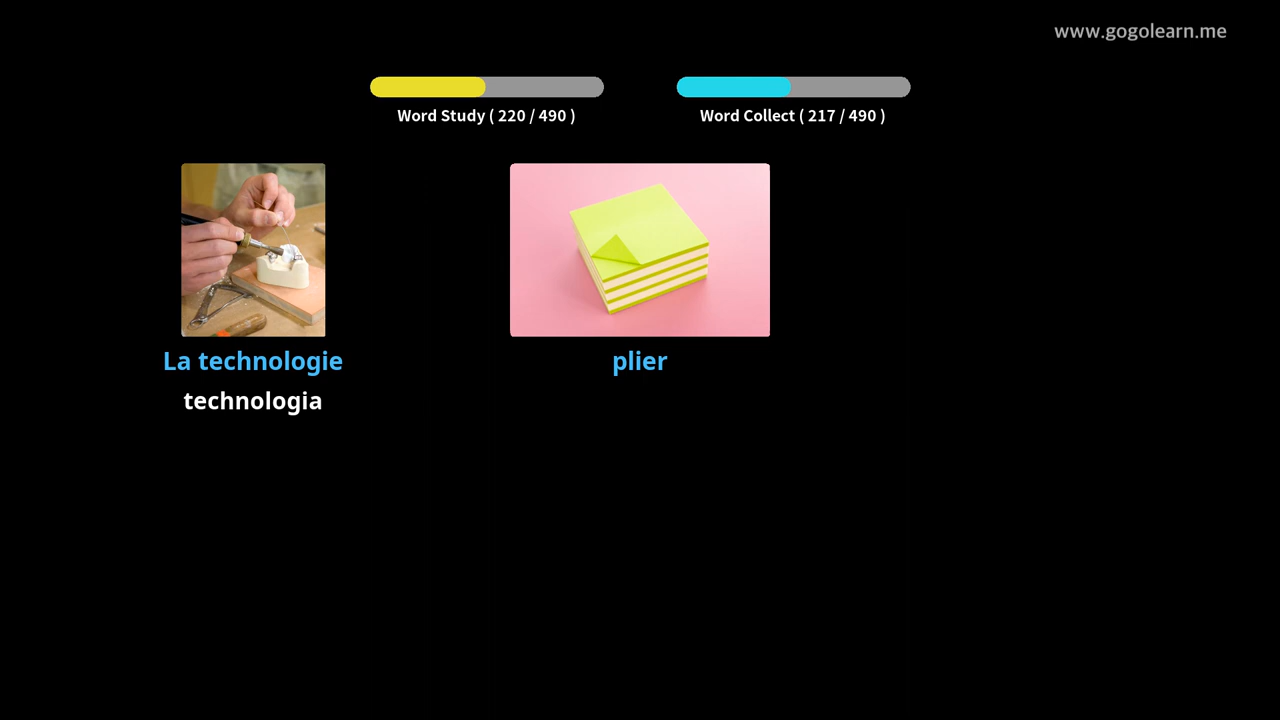 www.gogolearn.me
Word Study ( 220 / 490 )
Word Collect ( 217 / 490 )
La technologie
technologia
plier